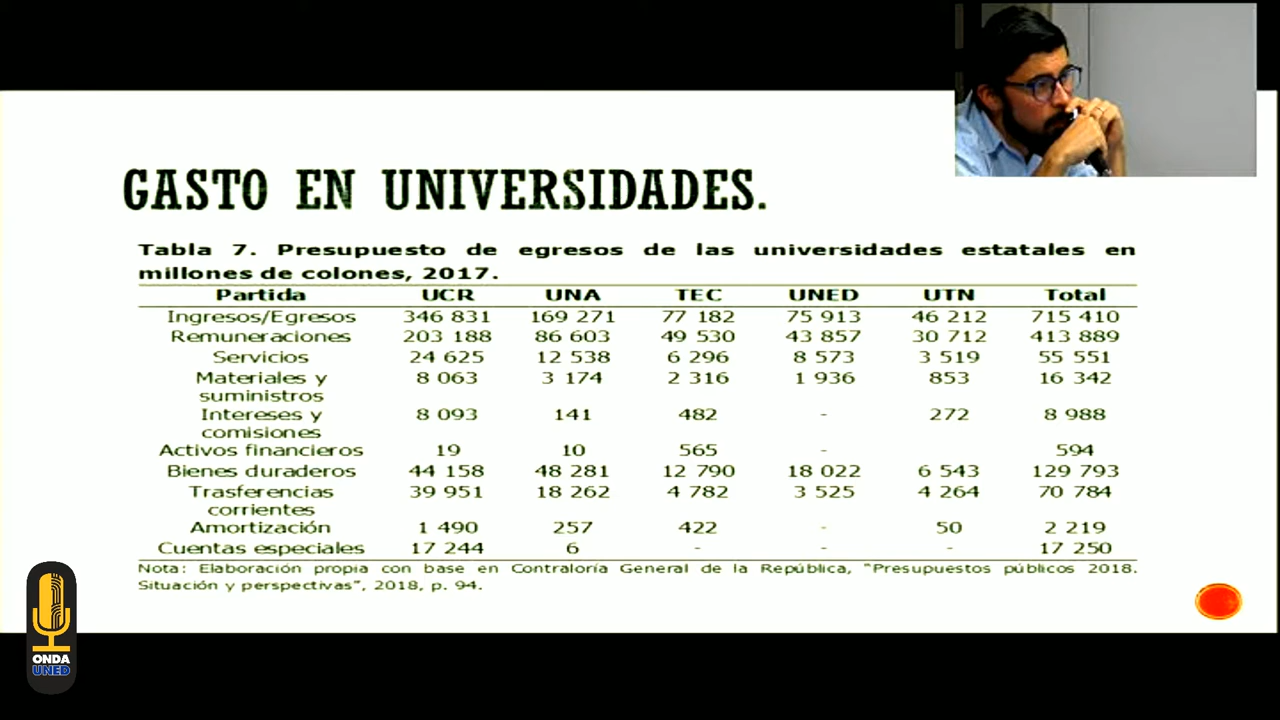 GASTO EN UNIVERSIDADES.
Tabla 7. Presupuesto de egresos de las universidades estatales en
millones de colones, 2017.
Partida UCR UNA TEC UNED UTN Total
Ingresos/Egresos 346 831 169 271 77 182 75 913 46 212 715 410
Remuneraciones 203 188 86 603 49 530 43 857 30 712 413 889
Servicios 24 625 12 538 6 296 8 573 3 519 55 551
Materiales y 8 063 3 174 2 316 1 936 853 16 342
suministros
Intereses y 8 093 141 482 - 272 8 988
comisiones
Activos financieros 19 10 565 - 594
Bienes duraderos 44 158 48 281 12 790 18 022 6 543 129 793
Trasferencias 39 951 18 262 4 782 3 525 4 264 70 784
corrientes
Amortización 1 490 257 422 - 50 2 219
Cuentas especiales 17 244 6 - - - 17 250
Nota: Elaboración propia con base en Contraloría General de la República, “Presupuestos públicos 2018.
Situación y perspectivas”, 2018, p. 94.
ONDA
UNED